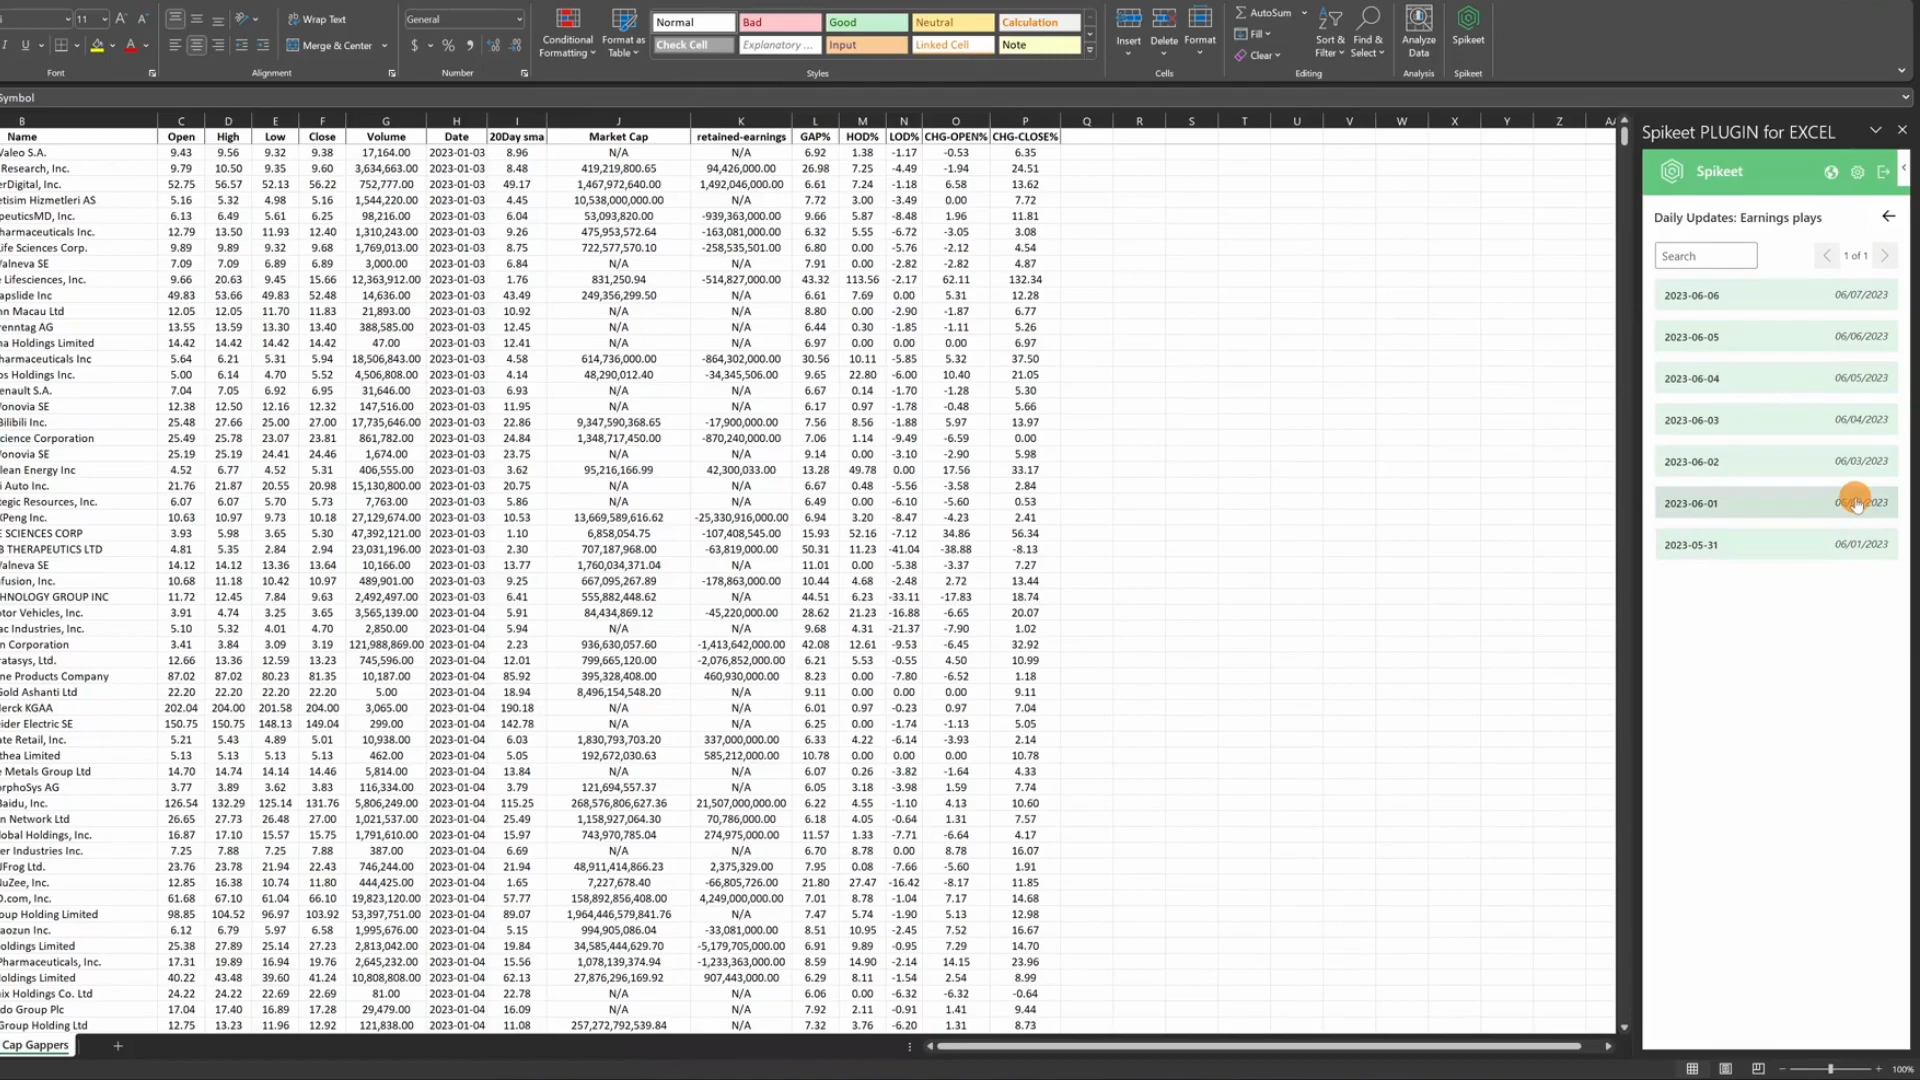 11
Wrap Text
General
Merge & Center
Conditional
Formatting
Format as
Table
Normal
Bad
Good
Neutral
Calculation
Check Cell
Explanatory ...
Input
Linked Cell
Note
Insert
Delete
Format
AutoSum
Fill
Clear
Sort &
Filter
Find &
Select
Analyze
Data
Spikeet
Font
Alignment
Number
Styles
Cells
Editing
Analysis
Spikeet
Symbol
B C D E F G H I J K L M N O P Q R S T U V W X Y Z
Name Open High Low Close Volume Date 20Day sma Market Cap retained-earnings GAP% HOD% LOD% CHG-OPEN% CHG-CLOSE%
Valeo S.A. 9.43 9.56 9.32 9.38 17,164.00 2023-01-03 8.96 N/A N/A 6.92 1.38 -1.17 -0.53 6.35
Research, Inc. 9.79 10.50 9.35 9.60 3,634,663.00 2023-01-03 8.48 419,219,800.65 94,426,000.00 26.98 7.25 -4.49 -1.94 24.51
erDigital, Inc. 52.75 56.57 52.13 56.22 752,777.00 2023-01-03 49.17 1,467,972,640.00 1,492,046,000.00 6.61 7.24 -1.18 6.58 13.62
etisim Hizmetleri AS 5.16 5.32 4.98 5.16 1,544,220.00 2023-01-03 4.45 10,538,000,000.00 N/A 7.72 3.00 -3.49 0.00 7.72
peuticsMD, Inc. 6.13 6.49 5.61 6.25 98,216.00 2023-01-03 6.04 53,093,820.00 -939,363,000.00 9.66 5.87 -8.48 1.96 11.81
harmaceuticals Inc. 12.79 13.50 11.93 12.40 1,310,243.00 2023-01-03 9.26 475,953,572.64 -163,081,000.00 6.32 5.55 -6.72 -3.05 3.08
ife Sciences Corp. 9.89 9.89 9.32 9.68 1,769,013.00 2023-01-03 8.75 722,577,570.10 -258,535,501.00 6.80 0.00 -5.76 -2.12 4.54
Valneva SE 7.09 7.09 6.89 6.89 3,000.00 2023-01-03 6.84 N/A N/A 7.91 0.00 -2.82 -2.82 4.87
e Lifesciences, Inc. 9.66 20.63 9.45 15.66 12,363,912.00 2023-01-03 1.76 831,250.94 -514,827,000.00 43.32 113.56 -2.17 62.11 132.34
apslide Inc 49.83 53.66 49.83 52.48 14,636.00 2023-01-03 43.49 249,356,299.50 N/A 6.61 7.69 0.00 5.31 12.28
nn Macau Ltd 12.05 12.05 11.70 11.83 21,893.00 2023-01-03 10.92 N/A N/A 8.80 0.00 -2.90 -1.87 6.77
renntag AG 13.55 13.59 13.30 13.40 388,585.00 2023-01-03 12.45 N/A N/A 6.44 0.30 -1.85 -1.11 5.26
na Holdings Limited 14.42 14.42 14.42 14.42 47.00 2023-01-03 12.41 N/A N/A 6.97 0.00 0.00 0.00 6.97
harmaceuticals Inc 5.64 6.21 5.31 5.94 18,506,843.00 2023-01-03 4.58 614,736,000.00 -864,302,000.00 30.56 10.11 -5.85 5.32 37.50
os Holdings Inc. 5.00 6.14 4.70 5.52 4,506,808.00 2023-01-03 4.14 48,290,012.40 -34,345,506.00 9.65 22.80 -6.00 10.40 21.05
enault S.A. 7.04 7.05 6.92 6.95 31,646.00 2023-01-03 6.93 N/A N/A 6.67 0.14 -1.70 -1.28 5.30
onovia SE 12.38 12.50 12.16 12.32 147,516.00 2023-01-03 11.95 N/A N/A 6.17 0.97 -1.78 -0.48 5.66
Bilibili Inc. 25.48 27.66 25.00 27.00 17,735,646.00 2023-01-03 22.86 9,347,590,368.65 -17,900,000.00 7.56 8.56 -1.88 5.97 13.97
cience Corporation 25.49 25.78 23.07 23.81 861,782.00 2023-01-03 24.84 1,348,717,450.00 -870,240,000.00 7.06 1.14 -9.49 -6.59 0.00
onovia SE 25.19 25.19 24.41 24.46 1,674.00 2023-01-03 23.75 N/A N/A 9.14 0.00 -3.10 -2.90 5.98
lean Energy Inc 4.52 6.77 4.52 5.31 406,555.00 2023-01-03 3.62 95,216,166.99 42,300,033.00 13.28 49.78 0.00 17.56 33.17
i Auto Inc. 21.76 21.87 20.55 20.98 15,130,800.00 2023-01-03 20.75 N/A N/A 6.67 0.48 -5.56 -3.58 2.84
tegic Resources, Inc. 6.07 6.07 5.70 5.73 7,763.00 2023-01-03 5.86 N/A N/A 6.49 0.00 -6.10 -5.60 0.53
XPeng Inc. 10.63 10.97 9.73 10.18 27,129,674.00 2023-01-03 10.53 13,669,589,616.62 -25,330,916,000.00 6.94 3.20 -8.47 -4.23 2.41
E SCIENCES CORP 3.93 5.98 3.65 5.30 47,392,121.00 2023-01-03 1.10 6,858,054.75 -107,408,545.00 15.93 52.16 -7.12 34.86 56.34
B THERAPEUTICS LTD 4.81 5.35 2.84 2.94 23,031,196.00 2023-01-03 2.30 707,187,968.00 -63,819,000.00 50.31 11.23 -41.04 -38.88 -8.13
Valneva SE 14.12 14.12 13.36 13.64 10,166.00 2023-01-03 13.77 1,760,034,371.04 N/A 11.01 0.00 -5.38 -3.37 7.27
nfusion, Inc. 10.68 11.18 10.42 10.97 489,901.00 2023-01-03 9.25 667,095,267.89 -178,863,000.00 10.44 4.68 -2.48 2.72 13.44
HNOLOGY GROUP INC 11.72 12.45 7.84 9.63 2,492,497.00 2023-01-03 6.41 555,882,448.62 N/A 44.51 6.23 -33.11 -17.83 18.74
otor Vehicles, Inc. 3.91 4.74 3.25 3.65 3,565,139.00 2023-01-04 5.91 84,434,869.12 -45,220,000.00 28.62 21.23 -16.88 -6.65 20.07
ac Industries, Inc. 5.10 5.32 4.01 4.70 2,850.00 2023-01-04 5.94 N/A N/A 9.68 4.31 -21.37 -7.90 1.02
n Corporation 3.41 3.84 3.09 3.19 121,988,869.00 2023-01-04 2.23 936,630,057.60 -1,413,642,000.00 42.08 12.61 -9.53 -6.45 32.92
ratasys, Ltd. 12.66 13.36 12.59 13.23 745,596.00 2023-01-04 12.01 799,665,120.00 -2,076,852,000.00 6.21 5.53 -0.55 4.50 10.99
ne Products Company 87.02 87.02 80.23 81.35 10,187.00 2023-01-04 85.92 395,328,408.00 460,930,000.00 8.23 0.00 -7.80 -6.52 1.18
Gold Ashanti Ltd 22.20 22.20 22.20 22.20 5.00 2023-01-04 18.94 8,496,154,548.20 N/A 9.11 0.00 0.00 0.00 9.11
Merck KGAA 202.04 204.00 201.58 204.00 3,065.00 2023-01-04 190.18 N/A N/A 6.01 0.97 -0.23 0.97 7.04
eider Electric SE 150.75 150.75 148.13 149.04 299.00 2023-01-04 142.78 N/A N/A 6.25 0.00 -1.74 -1.13 5.05
ate Retail, Inc. 5.21 5.43 4.89 5.01 10,938.00 2023-01-04 6.03 1,830,793,703.20 337,000,000.00 6.33 4.22 -6.14 -3.93 2.14
thea Limited 5.13 5.13 5.13 5.13 462.00 2023-01-04 5.05 192,672,030.63 585,212,000.00 10.78 0.00 0.00 0.00 10.78
e Metals Group Ltd 14.70 14.74 14.14 14.46 5,814.00 2023-01-04 13.84 N/A N/A 6.07 0.26 -3.82 -1.64 4.33
orphoSys AG 3.77 3.89 3.62 3.83 116,334.00 2023-01-04 3.79 121,694,557.37 N/A 6.05 3.18 -3.98 1.59 7.74
Baidu, Inc. 126.54 132.29 125.14 131.76 5,806,249.00 2023-01-04 115.25 268,576,806,627.36 21,507,000,000.00 6.22 4.55 -1.10 4.13 10.60
n Network Ltd 26.65 27.73 26.48 27.00 1,021,537.00 2023-01-04 25.49 1,158,927,064.30 70,786,000.00 6.18 4.05 -0.64 1.31 7.57
lobal Holdings, Inc. 16.87 17.10 15.57 15.75 1,791,610.00 2023-01-04 15.97 743,970,785.04 274,975,000.00 11.57 1.33 -7.71 -6.64 4.17
er Industries Inc. 7.25 7.88 7.25 7.88 387.00 2023-01-04 6.69 N/A N/A 6.70 8.78 0.00 8.78 16.07
JFrog Ltd. 23.76 23.78 21.94 22.43 746,244.00 2023-01-04 21.94 48,911,414,866.23 2,375,329.00 7.95 0.08 -7.66 -5.60 1.91
NuZee, Inc. 12.85 16.38 10.74 11.80 444,425.00 2023-01-04 1.65 7,227,678.40 -66,805,726.00 21.80 27.47 -16.42 -8.17 11.85
D.com, Inc. 61.68 67.10 61.04 66.10 19,823,120.00 2023-01-04 57.77 158,892,856,408.00 4,249,000,000.00 7.01 8.78 -1.04 7.17 14.68
oup Holding Limited 98.85 104.52 96.97 103.92 53,397,751.00 2023-01-04 89.07 1,964,446,579,841.76 N/A 7.47 5.74 -1.90 5.13 12.98
aozun Inc. 6.12 6.79 5.97 6.58 1,995,676.00 2023-01-04 5.15 994,905,086.04 -33,081,000.00 8.51 10.95 -2.45 7.52 16.67
oldings Limited 25.38 27.89 25.14 27.23 2,813,042.00 2023-01-04 19.84 34,585,444,629.70 -5,179,705,000.00 6.91 9.89 -0.95 7.29 14.70
Pharmaceuticals, Inc. 17.31 19.89 16.94 19.76 2,645,232.00 2023-01-04 15.56 1,078,139,374.94 -1,233,363,000.00 8.59 14.90 -2.14 14.15 23.96
Holdings Limited 40.22 43.48 39.60 41.24 10,808,808.00 2023-01-04 62.13 27,876,296,169.92 907,443,000.00 6.29 8.11 -1.54 2.54 8.99
nix Holdings Co. Ltd 24.22 24.22 22.69 22.69 81.00 2023-01-04 22.78 N/A N/A 6.06 0.00 -6.32 -6.32 -0.64
do Group Plc 17.04 17.40 16.89 17.28 29,479.00 2023-01-04 16.09 N/A N/A 7.92 2.11 -0.91 1.41 9.44
Group Holding Ltd 12.75 13.23 11.96 12.92 121,838.00 2023-01-04 11.08 257,272,792,539.84 N/A 7.32 3.76 -6.20 1.31 8.73
Cap Gappers
100%
Spikeet PLUGIN for EXCEL
Spikeet
Daily Updates: Earnings plays
Search
1 of 1
2023-06-06 06/07/2023
2023-06-05 06/06/2023
2023-06-04 06/05/2023
2023-06-03 06/04/2023
2023-06-02 06/03/2023
2023-06-01
2023-05-31 06/01/2023